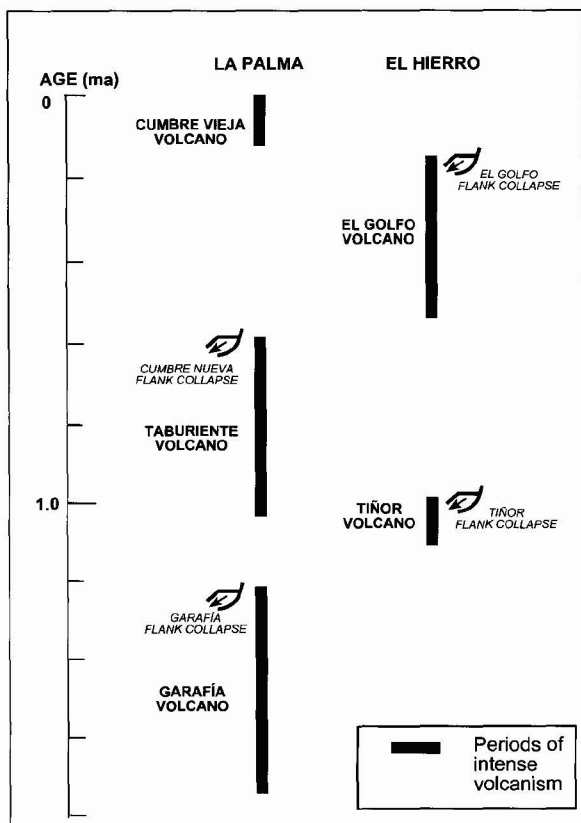 LA PALMA
EL HIERRO
AGE (ma)
0
CUMBRE VIEJA
VOLCANO
EL GOLFO
FLANK COLLAPSE
EL GOLFO
VOLCANO
CUMBRE NUEVA
FLANK COLLAPSE
TABURIENTE
VOLCANO
1.0
TIÑOR
VOLCANO
TIÑOR
FLANK COLLAPSE
GARAFÍA
FLANK COLLAPSE
GARAFÍA
VOLCANO
Periods of
intense
volcanism